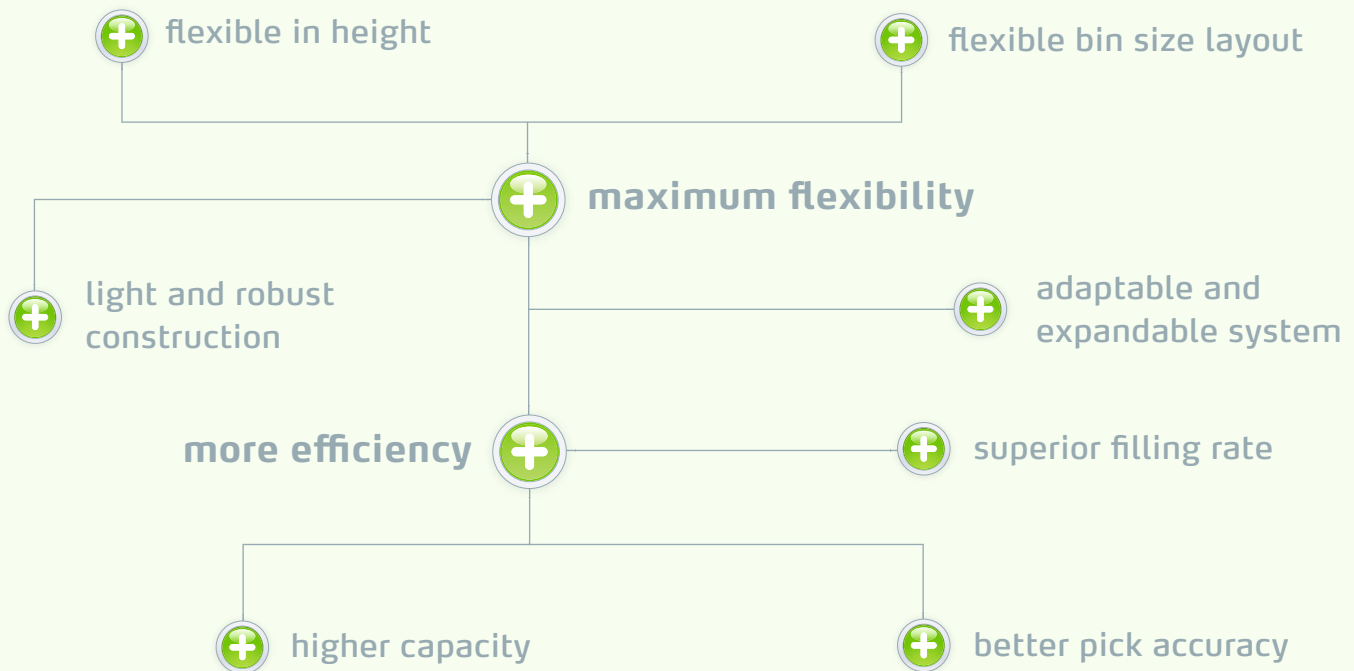 flexible in height
flexible bin size layout
maximum flexibility
light and robust
construction
adaptable and
expandable system
more efficiency
superior filling rate
higher capacity
better pick accuracy